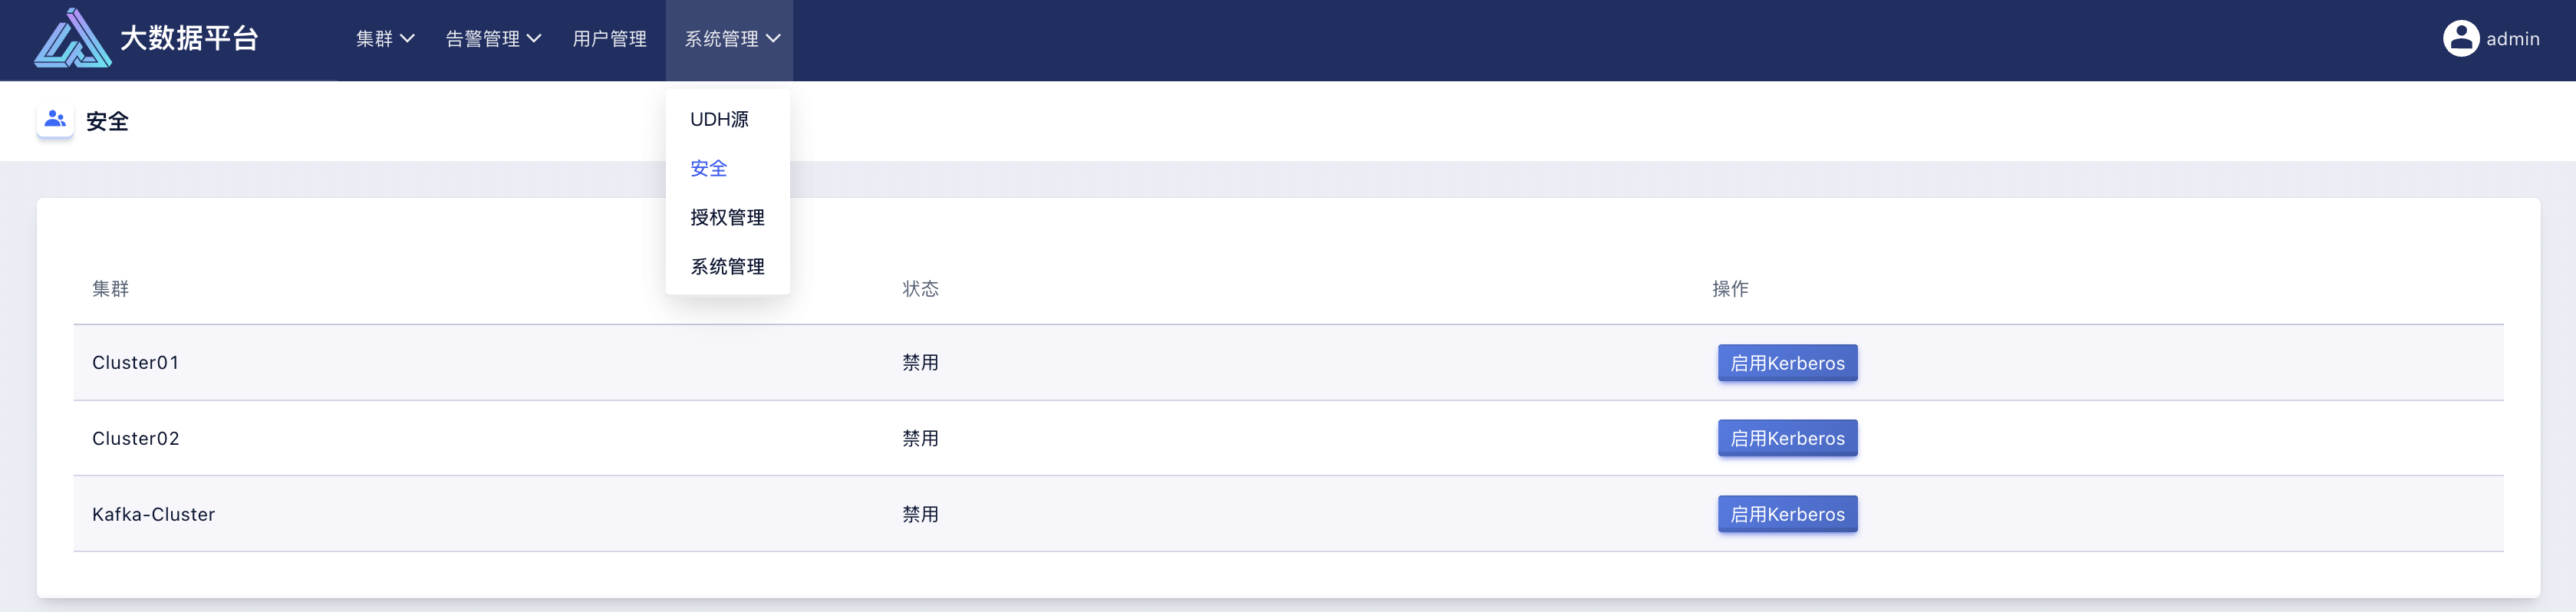 大数据平台 集群 告警管理 用户管理 系统管理 admin
安全
UDH源
安全
授权管理
系统管理
集群 状态 操作
Cluster01 禁用 启用Kerberos
Cluster02 禁用 启用Kerberos
Kafka-Cluster 禁用 启用Kerberos